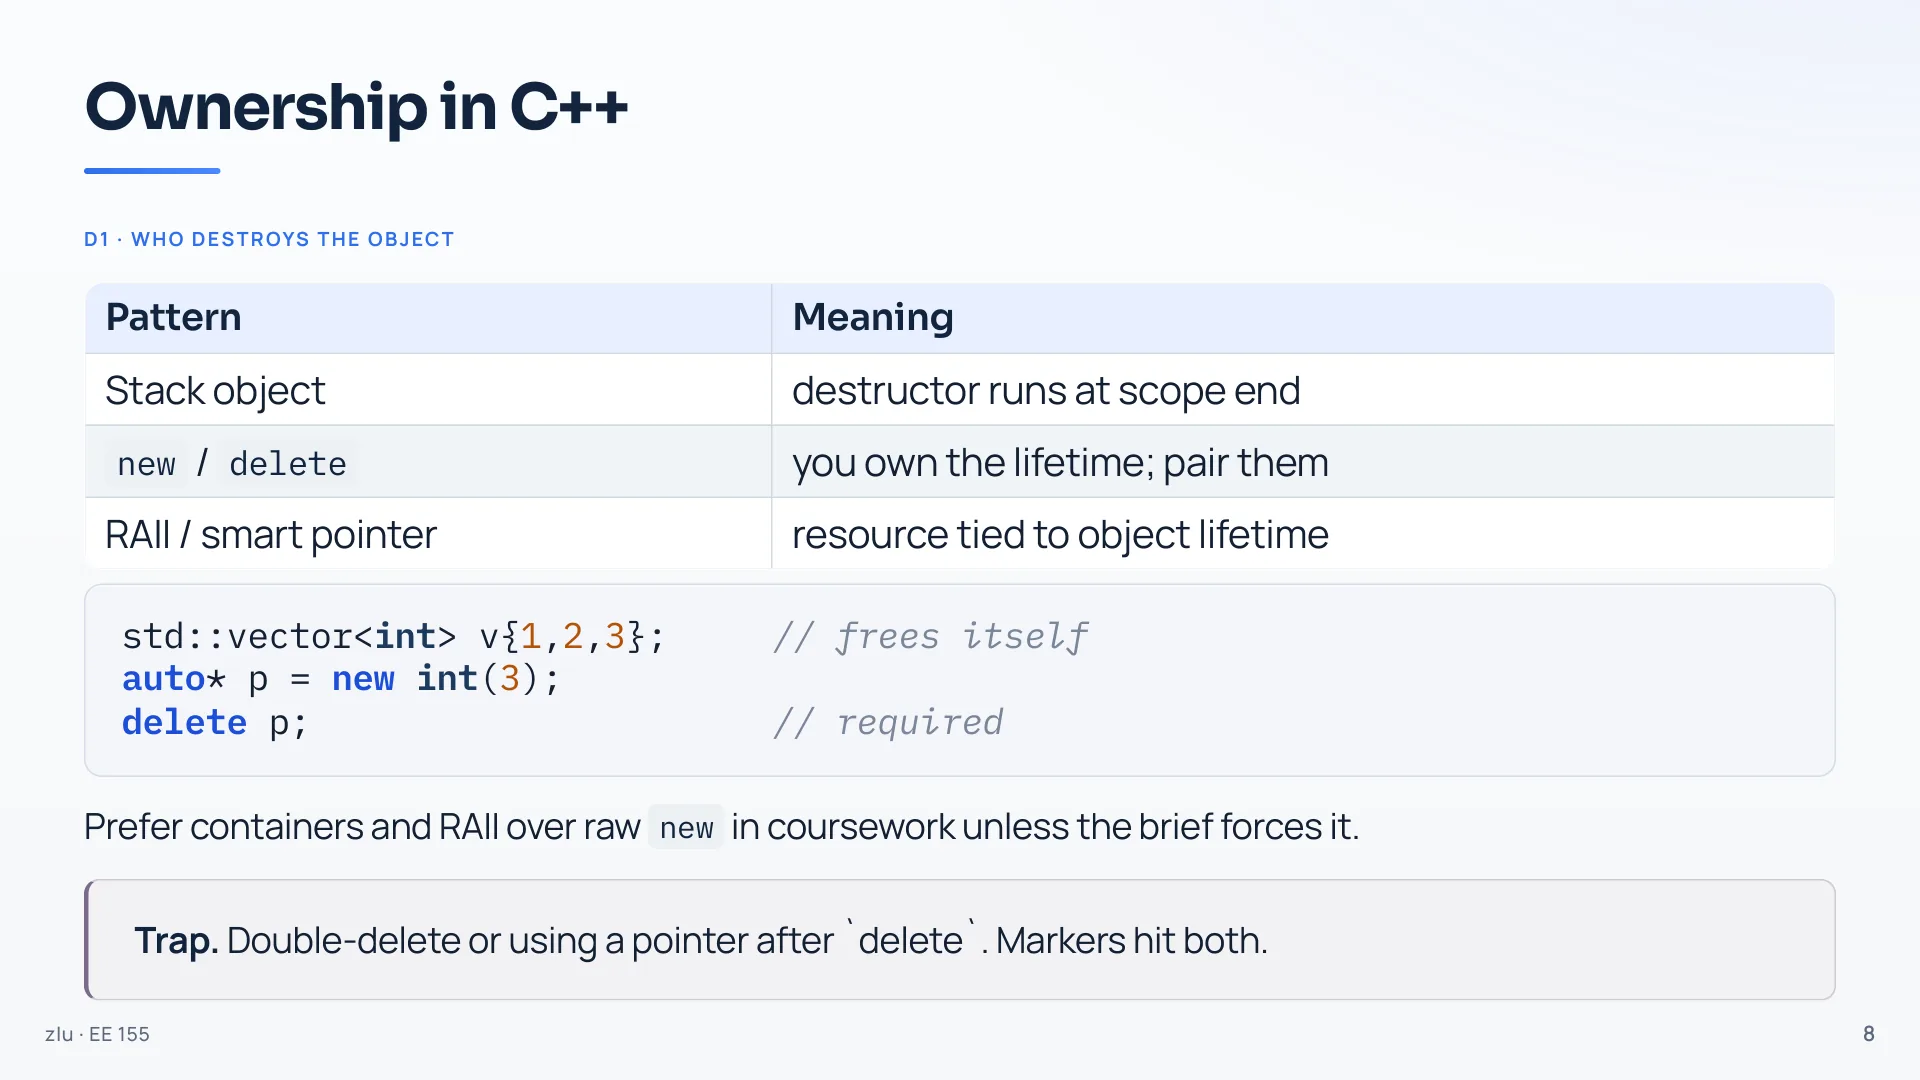 Ownership in C++
D1 · WHO DESTROYS THE OBJECT
Pattern Meaning
Stack object destructor runs at scope end
new / delete you own the lifetime; pair them
RAII / smart pointer resource tied to object lifetime
std::vector<int> v{1,2,3};     // frees itself
auto* p = new int(3);
delete p;                      // required
Prefer containers and RAII over raw new in coursework unless the brief forces it.
Trap. Double-delete or using a pointer after `delete`. Markers hit both.
zlu · EE 155
8